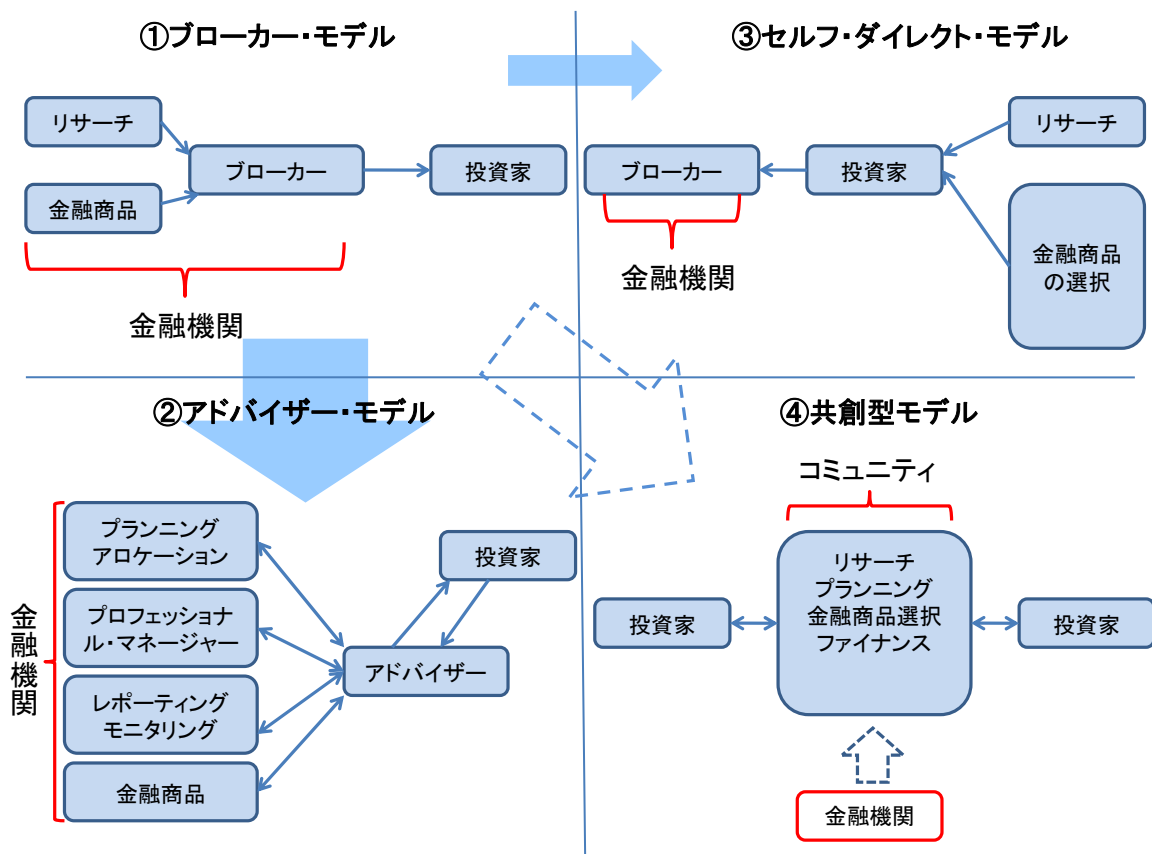 ①ブローカー・モデル
リサーチ
金融商品
ブローカー
投資家
金融機関
③セルフ・ダイレクト・モデル
ブローカー
投資家
リサーチ
金融商品
の選択
金融機関
②アドバイザー・モデル
金融機関
プランニング
アロケーション
プロフェッショナ
ル・マネージャー
レポーティング
モニタリング
金融商品
投資家
アドバイザー
④共創型モデル
コミュニティ
リサーチ
プランニング
金融商品選択
ファイナンス
投資家
投資家
金融機関